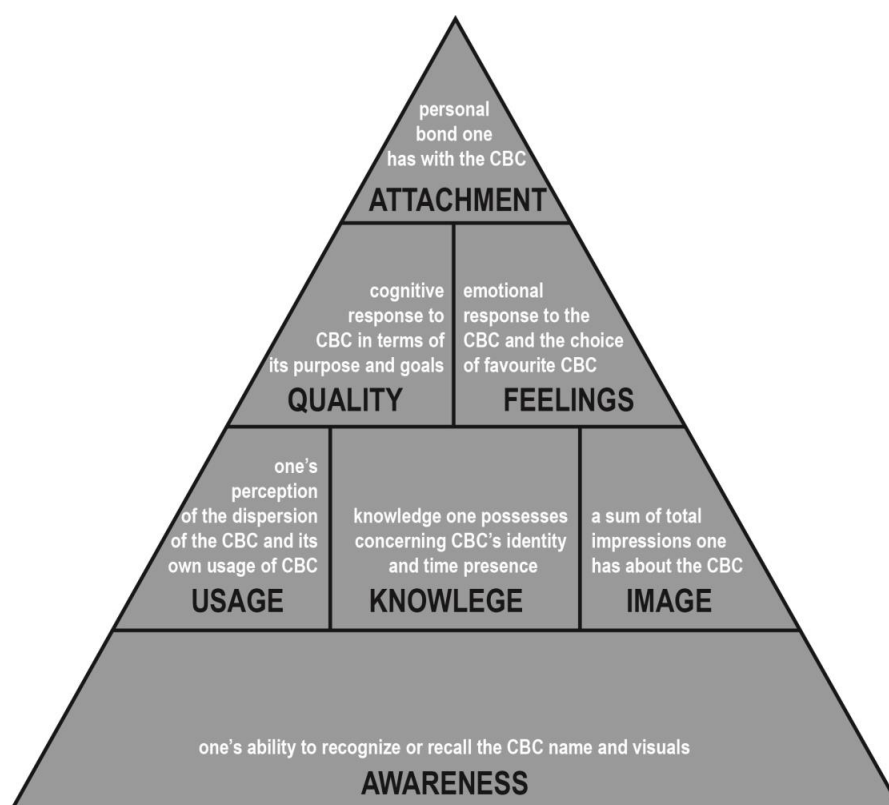 personal
bond one
has with the CBC
ATTACHMENT
cognitive
response to
CBC in terms of
its purpose and goals
QUALITY
emotional
response to the
CBC and the choice
of favourite CBC
FEELINGS
one’s
perception
of the dispersion
of the CBC and its
own usage of CBC
USAGE
knowledge one possesses
concerning CBC’s identity
and time presence
KNOWLEGE
a sum of total
impressions one
has about the CBC
IMAGE
one’s ability to recognize or recall the CBC name and visuals
AWARENESS